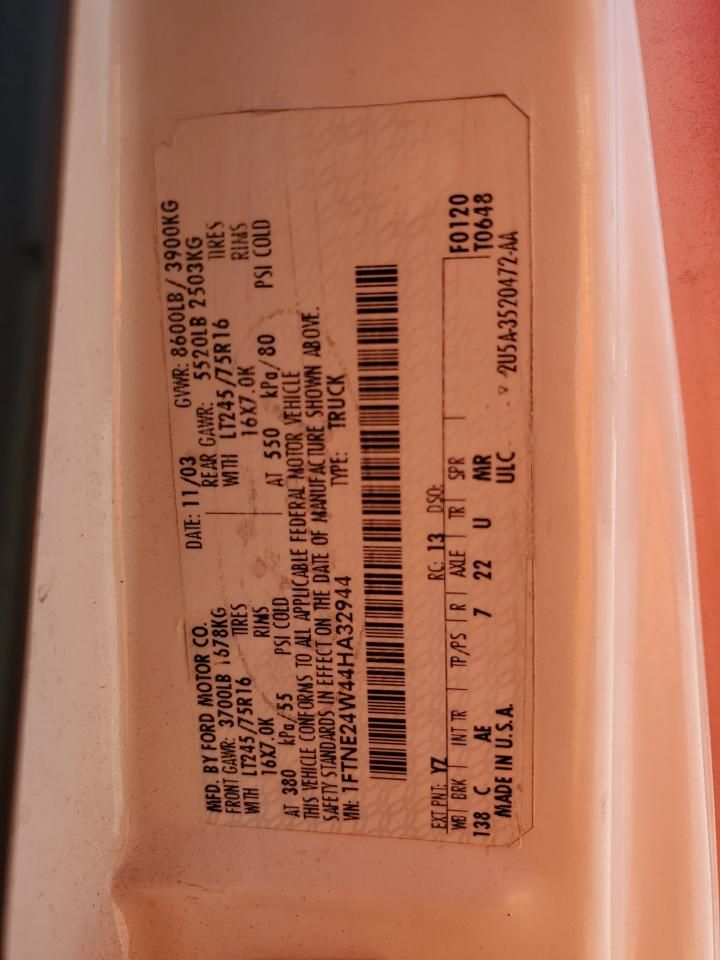 MFD. BY FORD MOTOR CO.
DATE: 11/03 GVWR: 8600LB/ 3900KG
FRONT GAWR: 3700LB 1678KG REAR GAWR: 5520LB 2503KG
WITH LT245/75R16 TIRES WITH LT245/75R16 TIRES
16X7.0K RIMS 16X7.0K RIMS
AT 380 kPa/55 PSI COLD AT 550 kPa/80 PSI COLD
THIS VEHICLE CONFORMS TO ALL APPLICABLE FEDERAL MOTOR VEHICLE
SAFETY STANDARDS IN EFFECT ON THE DATE OF MANUFACTURE SHOWN ABOVE.
VIN: 1FTNE24W44HA32944 TYPE: TRUCK
EXT PNT: YZ RC: 13 DSO:
WB BRK INT TR TP/PS R AXLE TR SPR F0120
138 C AE 7 22 U MR T0648
MADE IN U.S.A. ULC ▽ 2U5A-3520472-AA